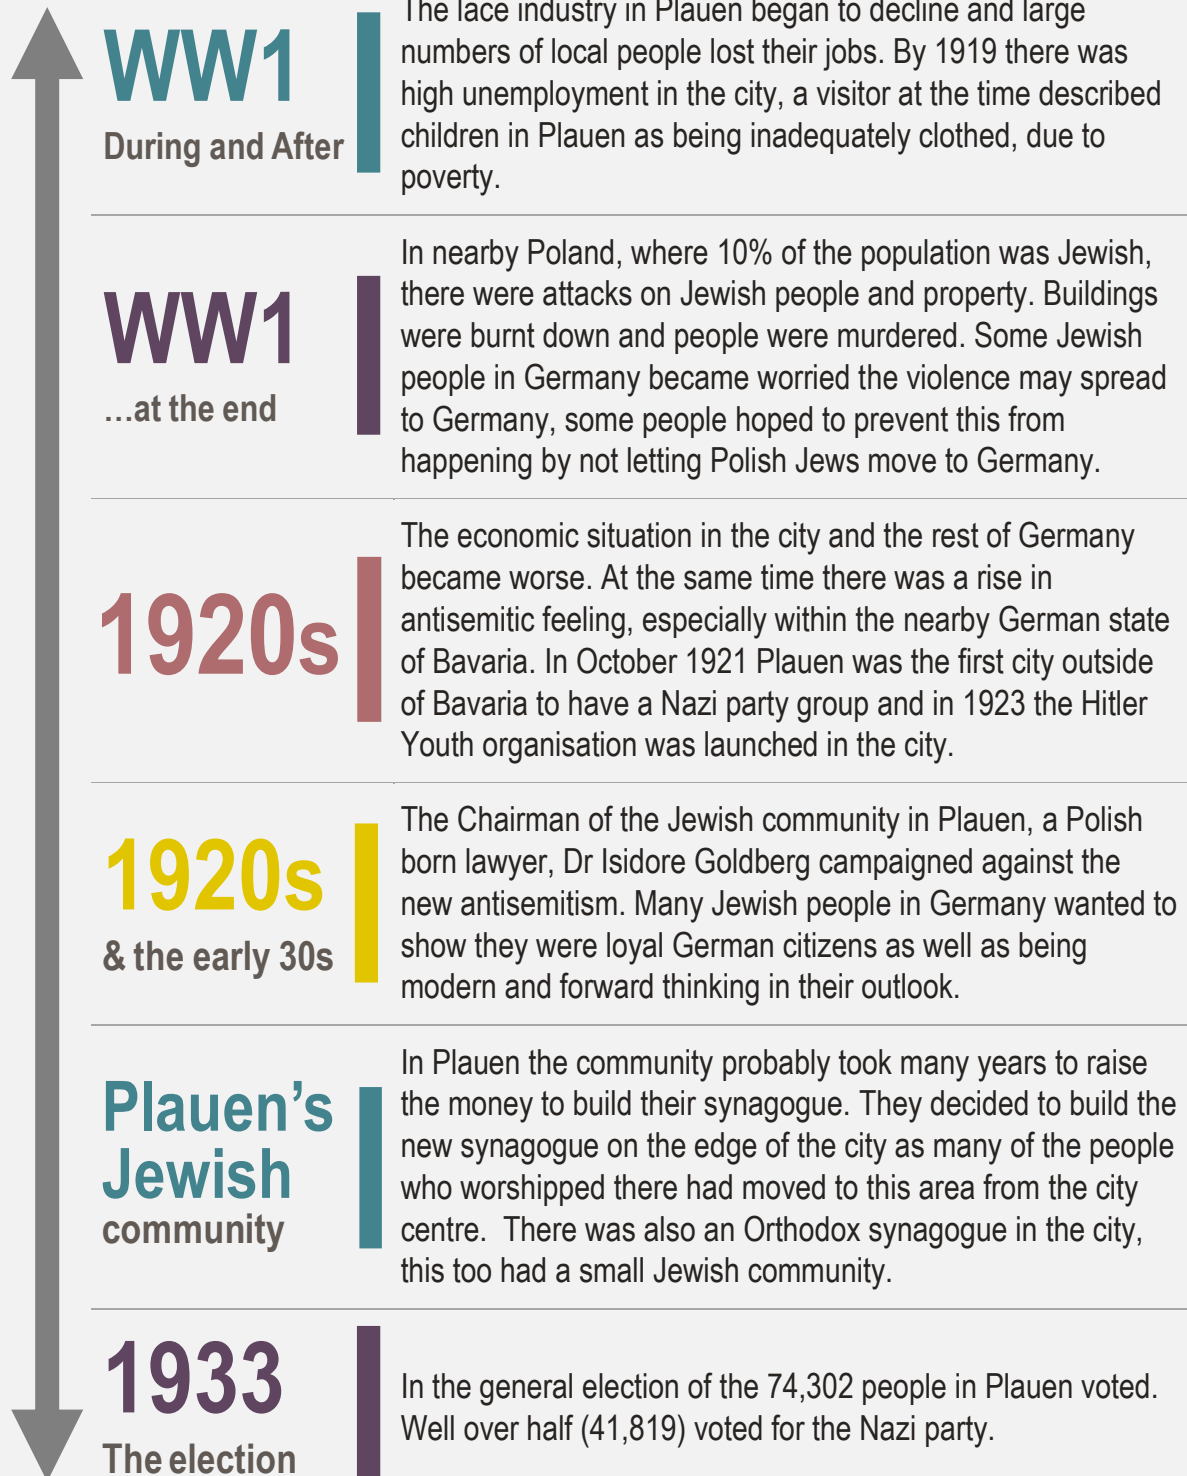 WW1
During and After
The lace industry in Plauen began to decline and large
numbers of local people lost their jobs. By 1919 there was
high unemployment in the city, a visitor at the time described
children in Plauen as being inadequately clothed, due to
poverty.
WW1
…at the end
In nearby Poland, where 10% of the population was Jewish,
there were attacks on Jewish people and property. Buildings
were burnt down and people were murdered. Some Jewish
people in Germany became worried the violence may spread
to Germany, some people hoped to prevent this from
happening by not letting Polish Jews move to Germany.
1920s
The economic situation in the city and the rest of Germany
became worse. At the same time there was a rise in
antisemitic feeling, especially within the nearby German state
of Bavaria. In October 1921 Plauen was the first city outside
of Bavaria to have a Nazi party group and in 1923 the Hitler
Youth organisation was launched in the city.
1920s
& the early 30s
The Chairman of the Jewish community in Plauen, a Polish
born lawyer, Dr Isidore Goldberg campaigned against the
new antisemitism. Many Jewish people in Germany wanted to
show they were loyal German citizens as well as being
modern and forward thinking in their outlook.
Plauen’s
Jewish
community
In Plauen the community probably took many years to raise
the money to build their synagogue. They decided to build the
new synagogue on the edge of the city as many of the people
who worshipped there had moved to this area from the city
centre.  There was also an Orthodox synagogue in the city,
this too had a small Jewish community.
1933
The election
In the general election of the 74,302 people in Plauen voted.
Well over half (41,819) voted for the Nazi party.